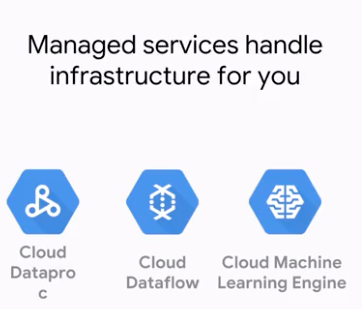 Managed services handle
infrastructure for you
Cloud
Datapro
c
Cloud
Dataflow
Cloud Machine
Learning Engine